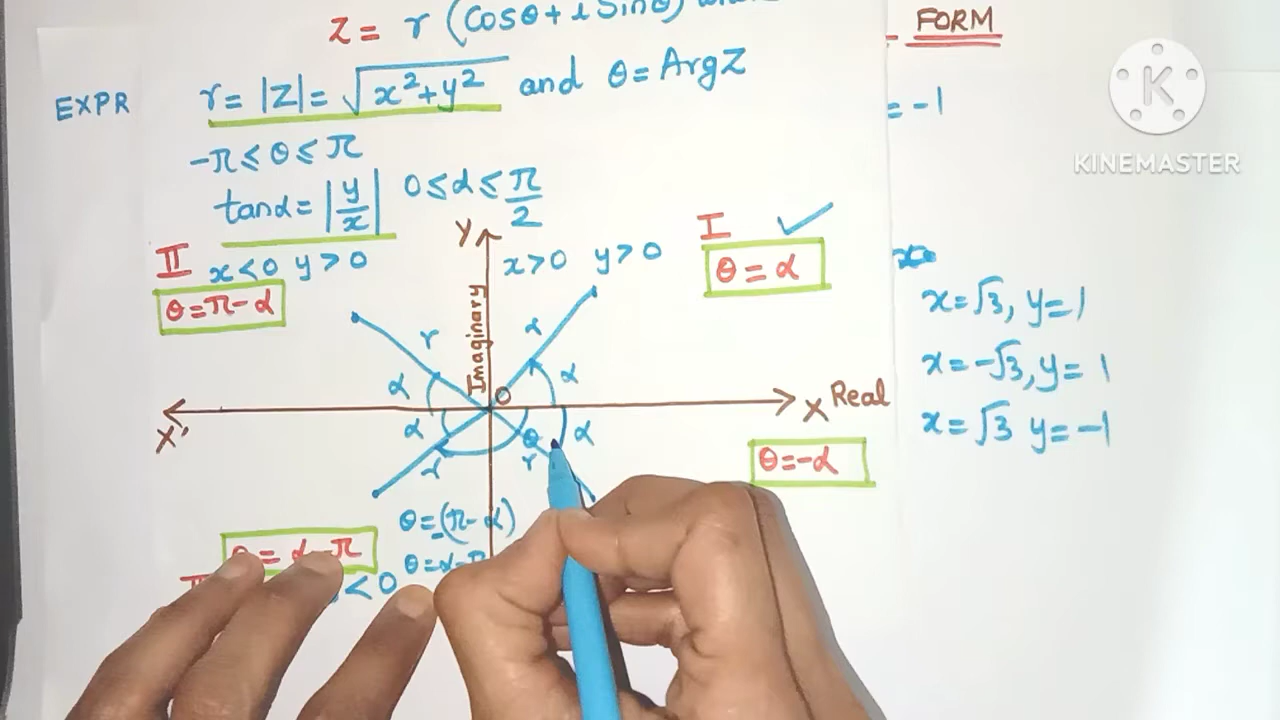 z = r (Cosθ + i Sinθ)
FORM
EXPR
r = |Z| = √x²+y² and θ = ArgZ
= -1
-π ≤ θ ≤ π
tanα = |y/x| 0 ≤ α ≤ π/2
II x<0 y>0
θ = π-α
Y
x>0 y>0
I ✓
θ = α
Imaginary
r
α
α
α
O
X'
X Real
α
θ
α
r
r
θ = -α
θ = -(π-α)
θ = α-π
θ = α-π
<0
x=√3, y=1
x=-√3, y=1
x=√3 y=-1
KINEMASTER